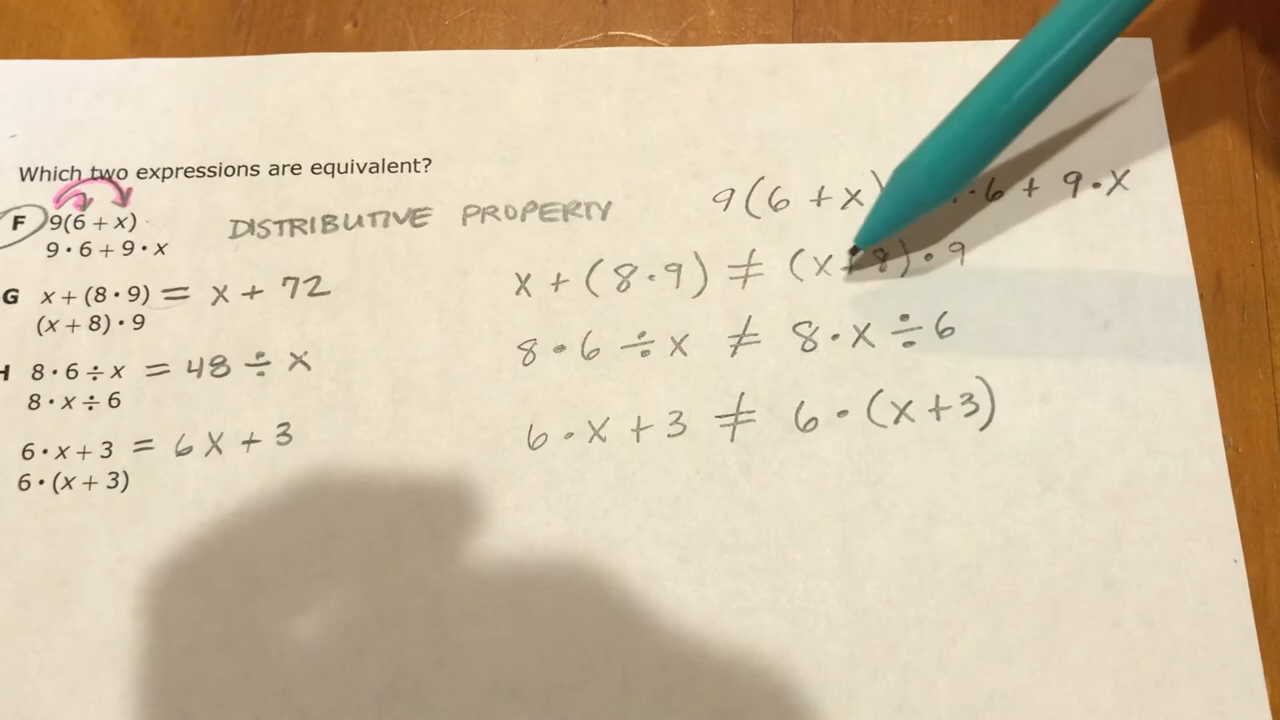 Which two expressions are equivalent?
F 9(6 + x)
9 · 6 + 9 · x
DISTRIBUTIVE PROPERTY
G x + (8 · 9) = x + 72
(x + 8) · 9
8 · 6 ÷ x = 48 ÷ x
8 · x ÷ 6
6 · x + 3 = 6x + 3
6 · (x + 3)
9(6 + x) · 6 + 9 · x
x + (8 · 9) ≠ (x + 8) · 9
8 · 6 ÷ x ≠ 8 · x ÷ 6
6 · x + 3 ≠ 6 · (x + 3)